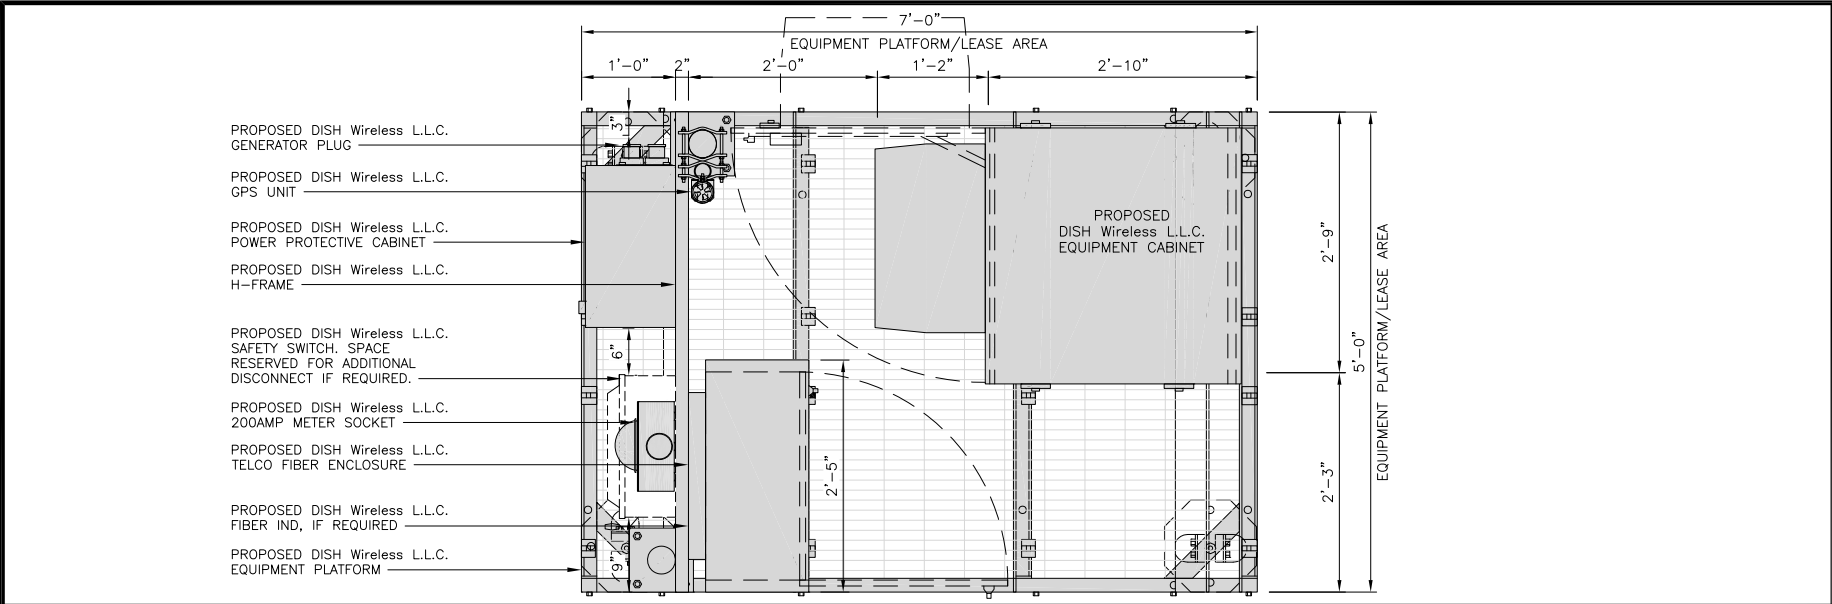 7'-0"
EQUIPMENT PLATFORM/LEASE AREA
1'-0" 2" 2'-0" 1'-2" 2'-10"
PROPOSED DISH Wireless L.L.C.
GENERATOR PLUG
3"
PROPOSED DISH Wireless L.L.C.
GPS UNIT
PROPOSED DISH Wireless L.L.C.
POWER PROTECTIVE CABINET
PROPOSED DISH Wireless L.L.C.
H-FRAME
PROPOSED DISH Wireless L.L.C.
SAFETY SWITCH. SPACE
RESERVED FOR ADDITIONAL
DISCONNECT IF REQUIRED.
6"
PROPOSED DISH Wireless L.L.C.
200AMP METER SOCKET
PROPOSED DISH Wireless L.L.C.
TELCO FIBER ENCLOSURE
PROPOSED DISH Wireless L.L.C.
FIBER IND, IF REQUIRED
PROPOSED DISH Wireless L.L.C.
EQUIPMENT PLATFORM
9"
2'-5"
PROPOSED
DISH Wireless L.L.C.
EQUIPMENT CABINET
2'-9"
2'-3"
5'-0"
EQUIPMENT PLATFORM/LEASE AREA